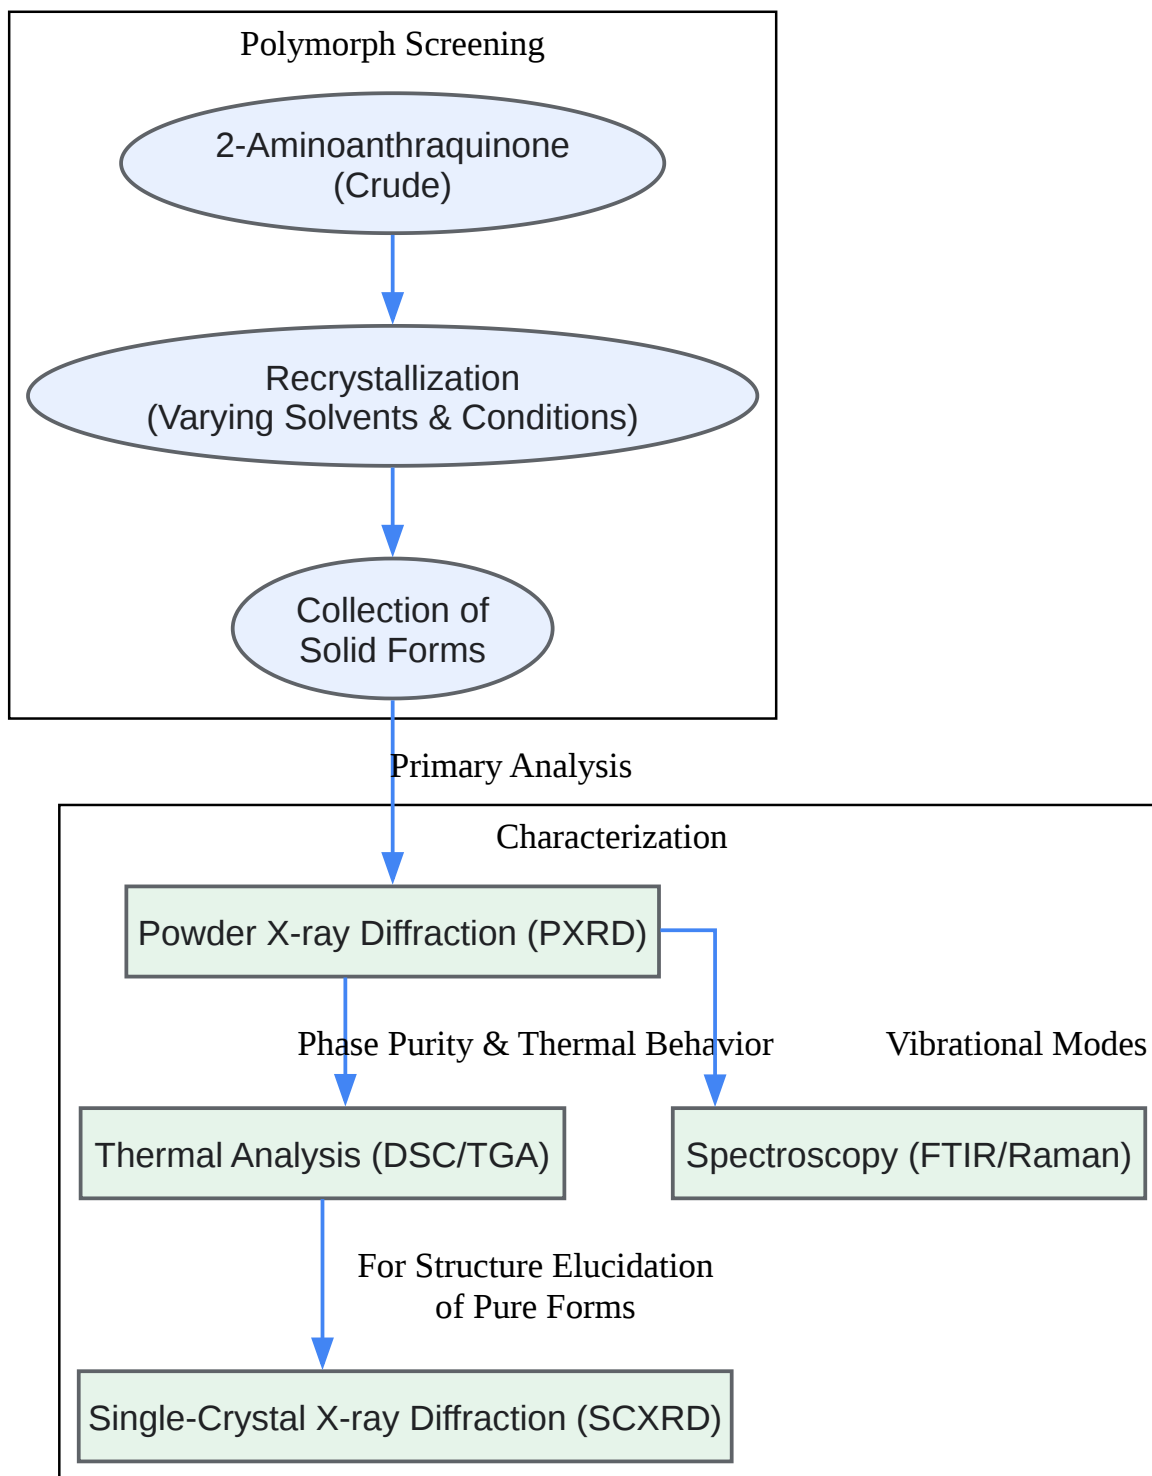 Polymorph Screening
2-Aminoanthraquinone
(Crude)
Recrystallization
(Varying Solvents & Conditions)
Collection of
Solid Forms
Primary Analysis
Characterization
Powder X-ray Diffraction (PXRD)
Phase Purity & Thermal Behavior
Vibrational Modes
Thermal Analysis (DSC/TGA)
Spectroscopy (FTIR/Raman)
For Structure Elucidation
of Pure Forms
Single-Crystal X-ray Diffraction (SCXRD)